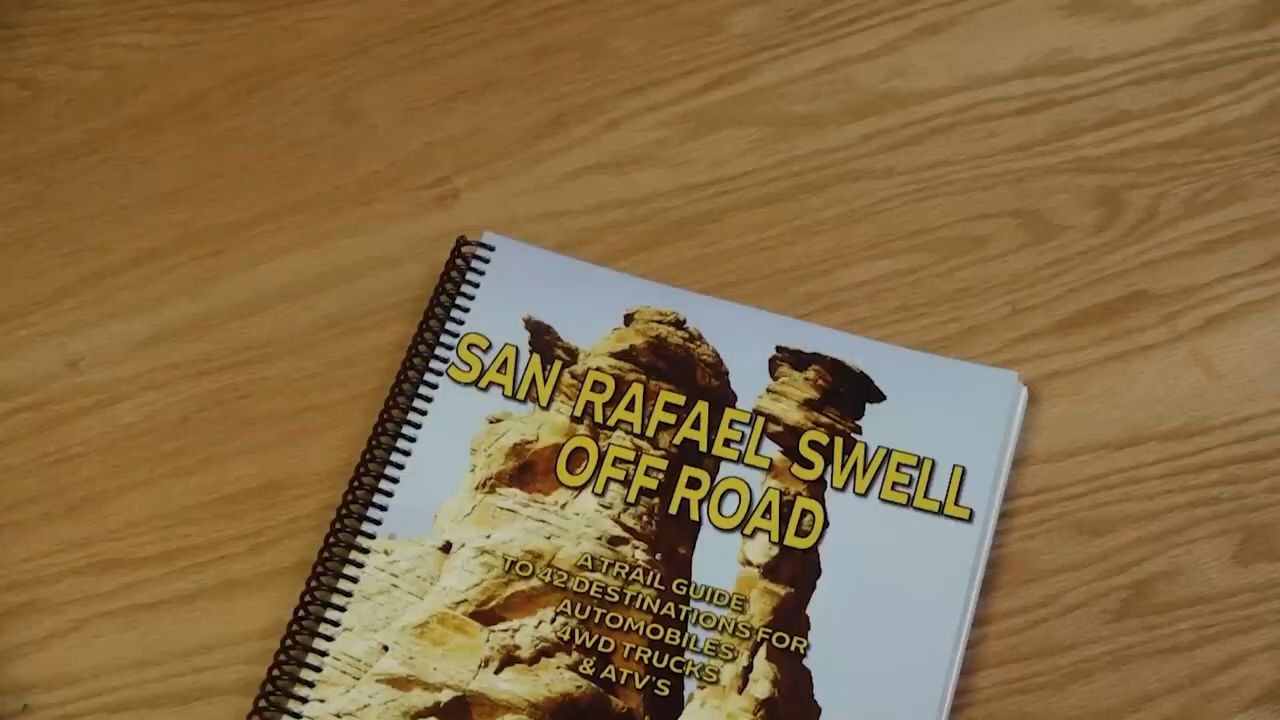 SAN RAFAEL SWELL
OFF ROAD
A TRAIL GUIDE
TO 42 DESTINATIONS FOR
AUTOMOBILES
4WD TRUCKS
& ATV'S